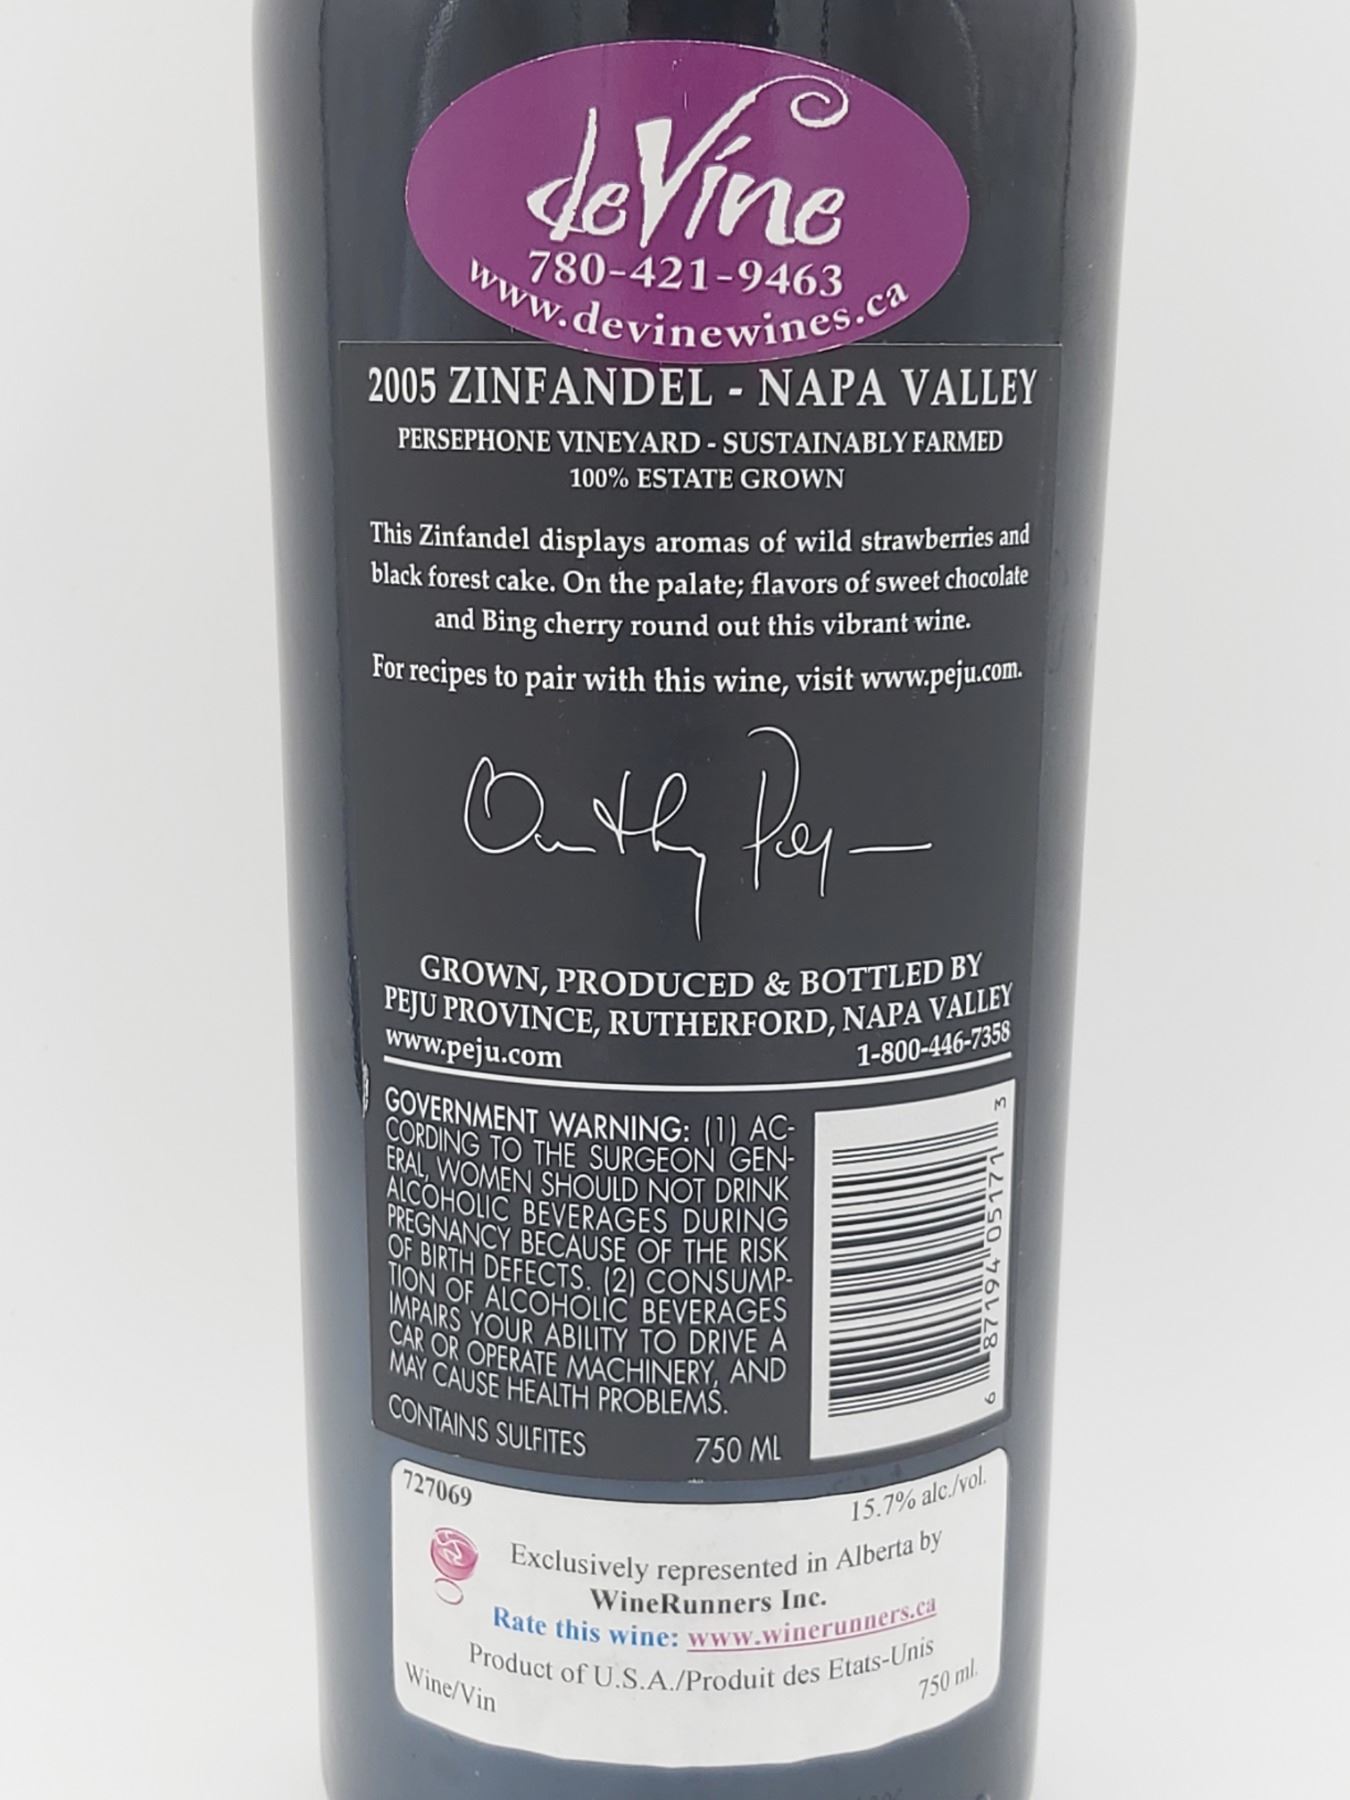 deVine
780-421-9463
www.devinewines.ca
2005 ZINFANDEL - NAPA VALLEY
PERSEPHONE VINEYARD - SUSTAINABLY FARMED
100% ESTATE GROWN
This Zinfandel displays aromas of wild strawberries and
black forest cake. On the palate; flavors of sweet chocolate
and Bing cherry round out this vibrant wine.
For recipes to pair with this wine, visit www.peju.com.
GROWN, PRODUCED & BOTTLED BY
PEJU PROVINCE, RUTHERFORD, NAPA VALLEY
www.peju.com 1-800-446-7358
GOVERNMENT WARNING: (1) AC-
CORDING TO THE SURGEON GEN-
ERAL, WOMEN SHOULD NOT DRINK
ALCOHOLIC BEVERAGES DURING
PREGNANCY BECAUSE OF THE RISK
OF BIRTH DEFECTS. (2) CONSUMP-
TION OF ALCOHOLIC BEVERAGES
IMPAIRS YOUR ABILITY TO DRIVE A
CAR OR OPERATE MACHINERY, AND
MAY CAUSE HEALTH PROBLEMS.
CONTAINS SULFITES 750 ML
6 87194 05171 3
727069 15.7% alc./vol.
Exclusively represented in Alberta by
WineRunners Inc.
Rate this wine: www.winerunners.ca
Product of U.S.A./Produit des Etats-Unis
Wine/Vin 750 ml.